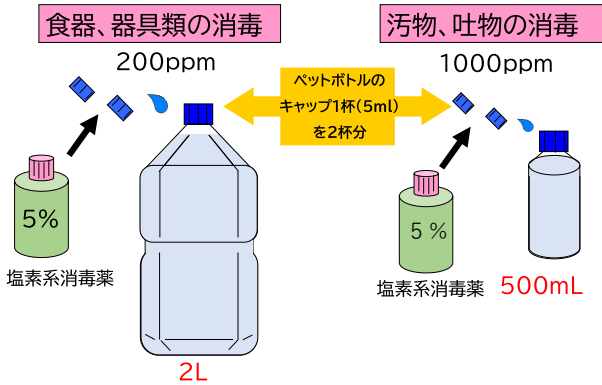 食器、器具類の消毒
200ppm
汚物、吐物の消毒
1000ppm
ペットボトルの
キャップ1杯(5ml)
を2杯分
5%
塩素系消毒薬
2L
5%
塩素系消毒薬
500mL